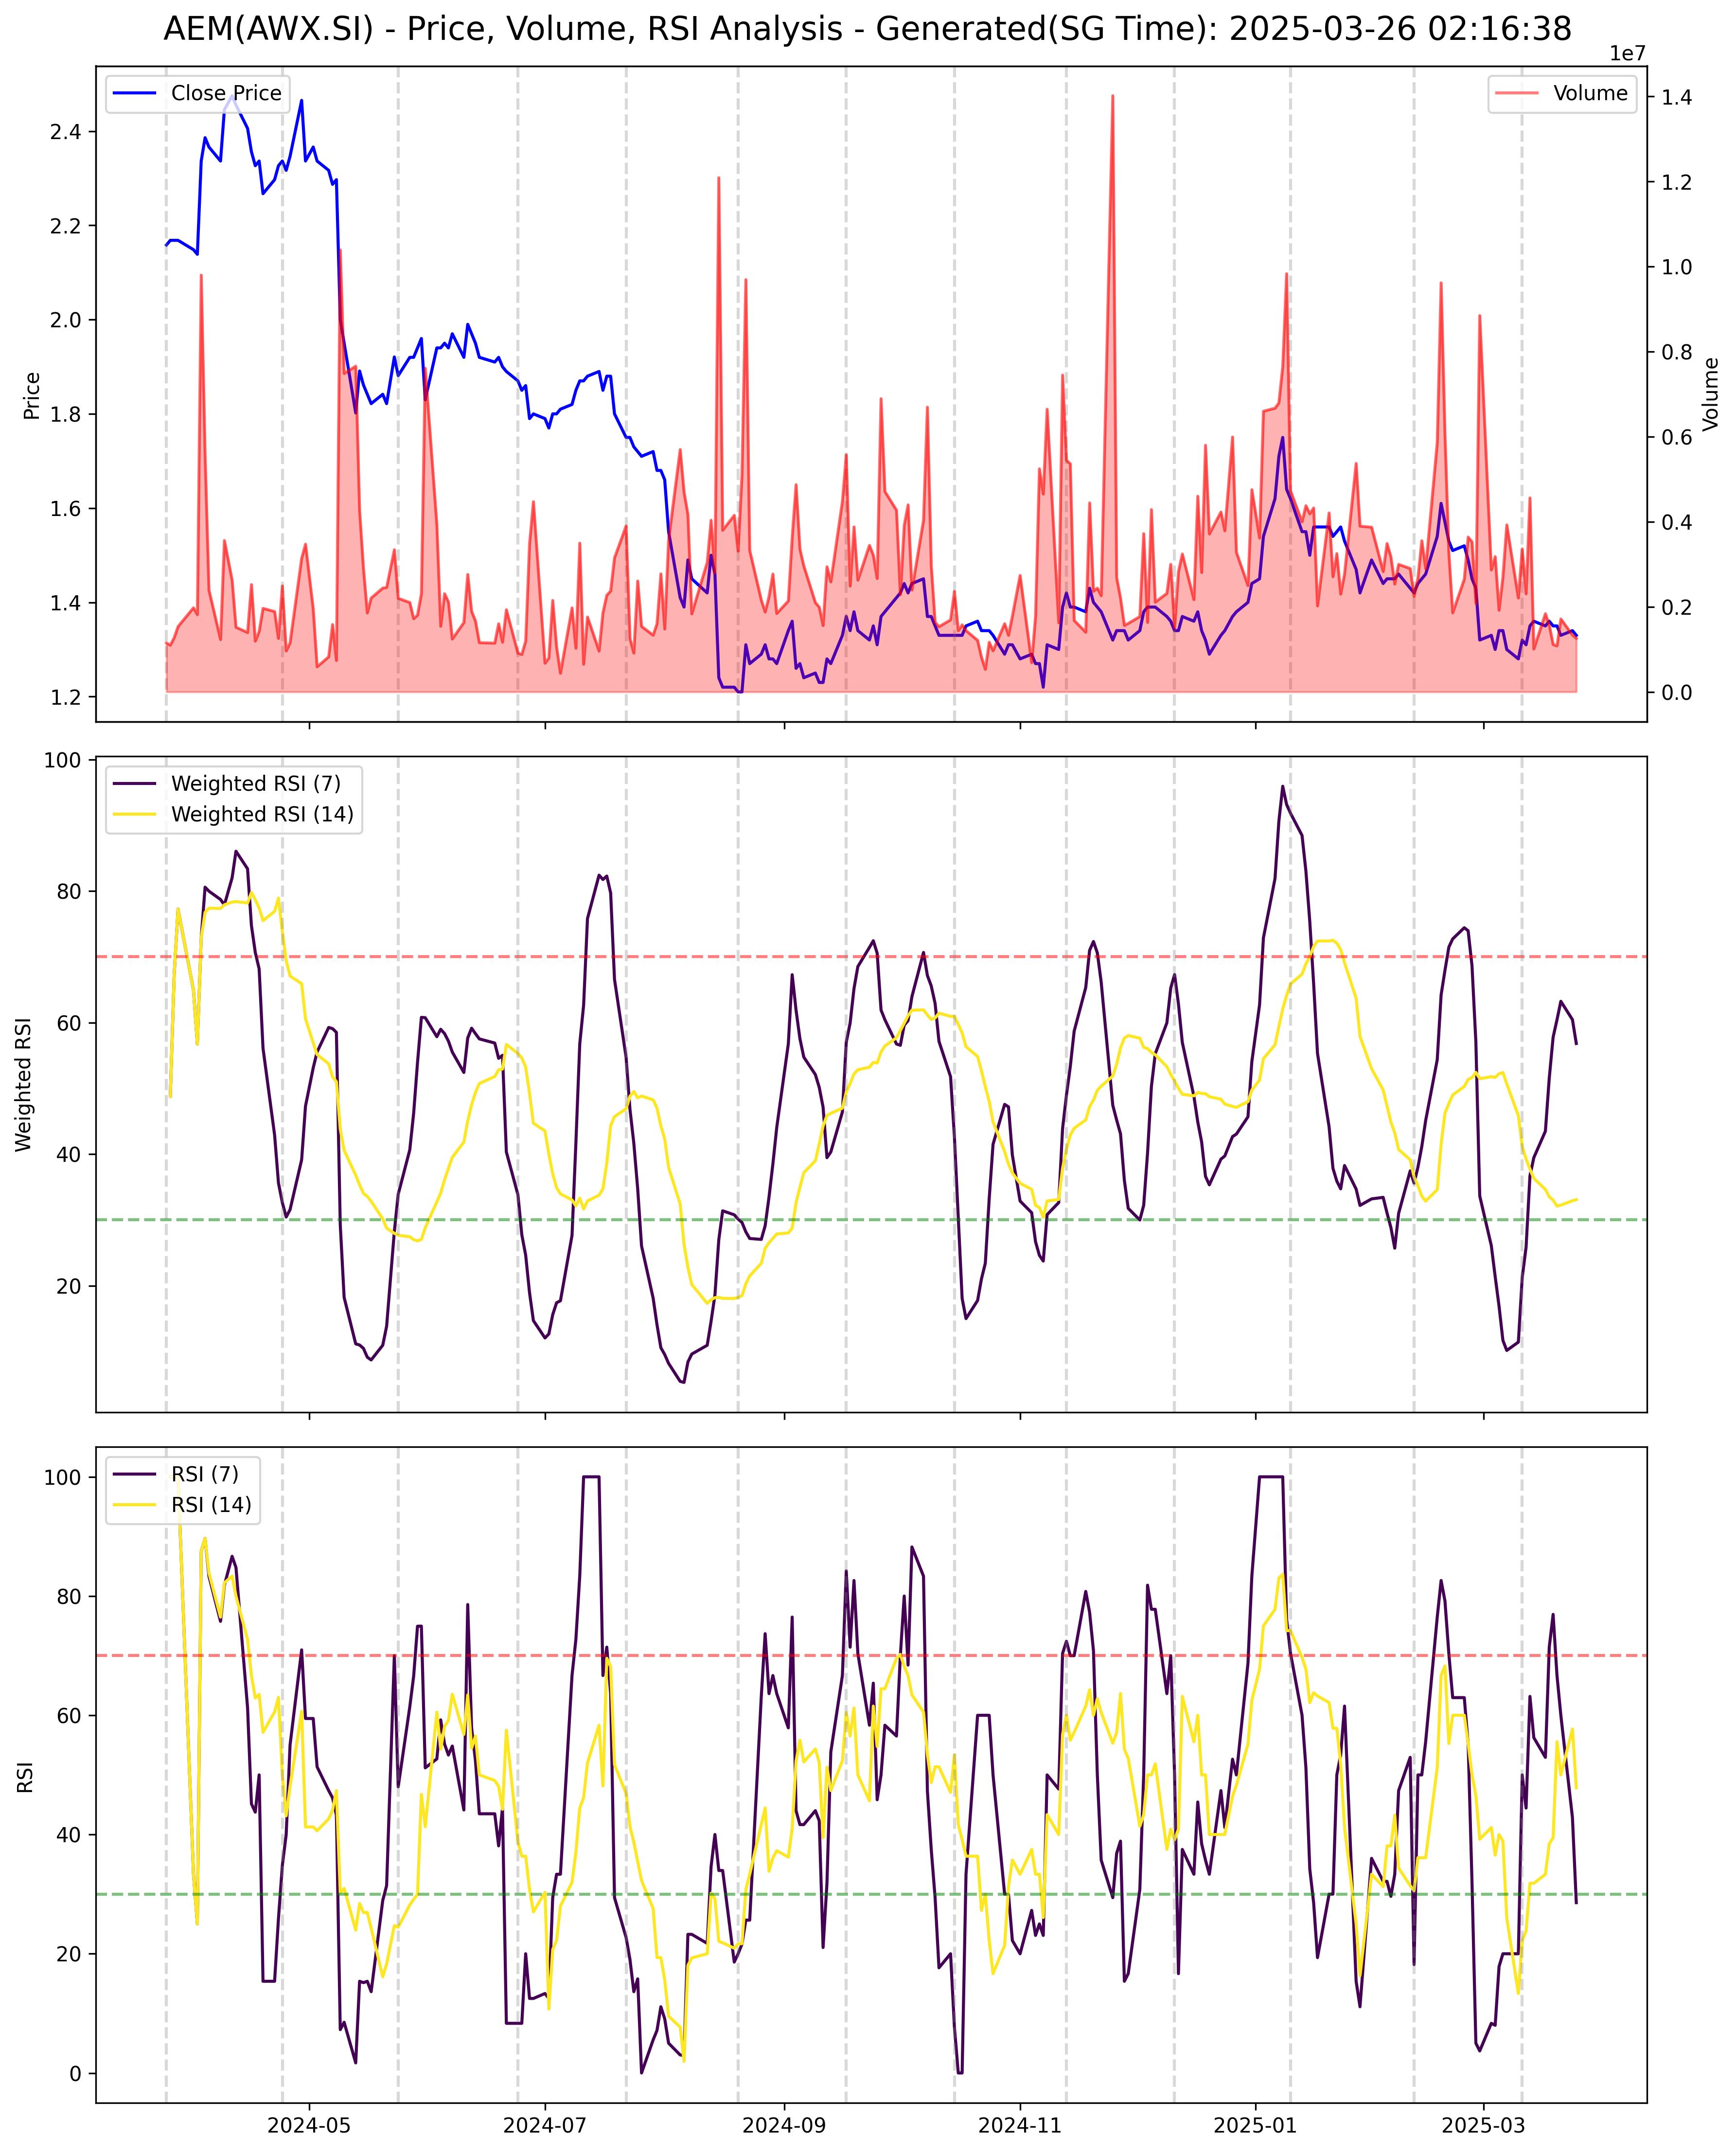 AEM(AWX.SI) - Price, Volume, RSI Analysis - Generated(SG Time): 2025-03-26 02:16:38
1e7
Close Price
Volume
2.4
2.2
2.0
1.8
1.6
1.4
1.2
Price
1.4
1.2
1.0
0.8
0.6
0.4
0.2
0.0
Volume
Weighted RSI (7)
Weighted RSI (14)
100
80
60
40
20
Weighted RSI
RSI (7)
RSI (14)
100
80
60
40
20
0
RSI
2024-05
2024-07
2024-09
2024-11
2025-01
2025-03